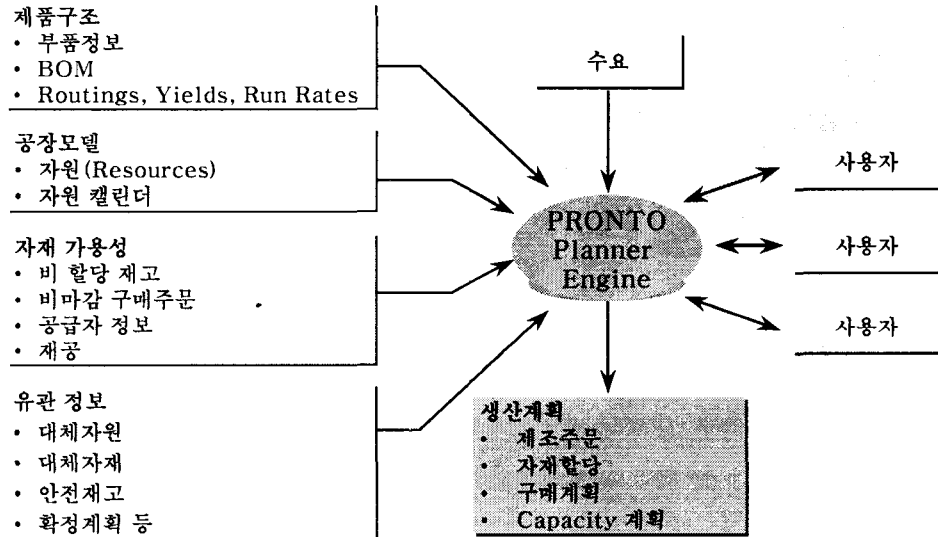 제품구조
• 부품정보
• BOM
• Routings, Yields, Run Rates
공장모델
• 자원(Resources)
• 자원 캘린더
자재 가용성
• 비 할당 재고
• 비마감 구매주문
• 공급자 정보
• 재공
유관 정보
• 대체자원
• 대체자재
• 안전재고
• 확정계획 등
수요
PRONTO
Planner
Engine
사용자
사용자
사용자
생산계획
• 제조주문
• 자재할당
• 구매계획
• Capacity 계획